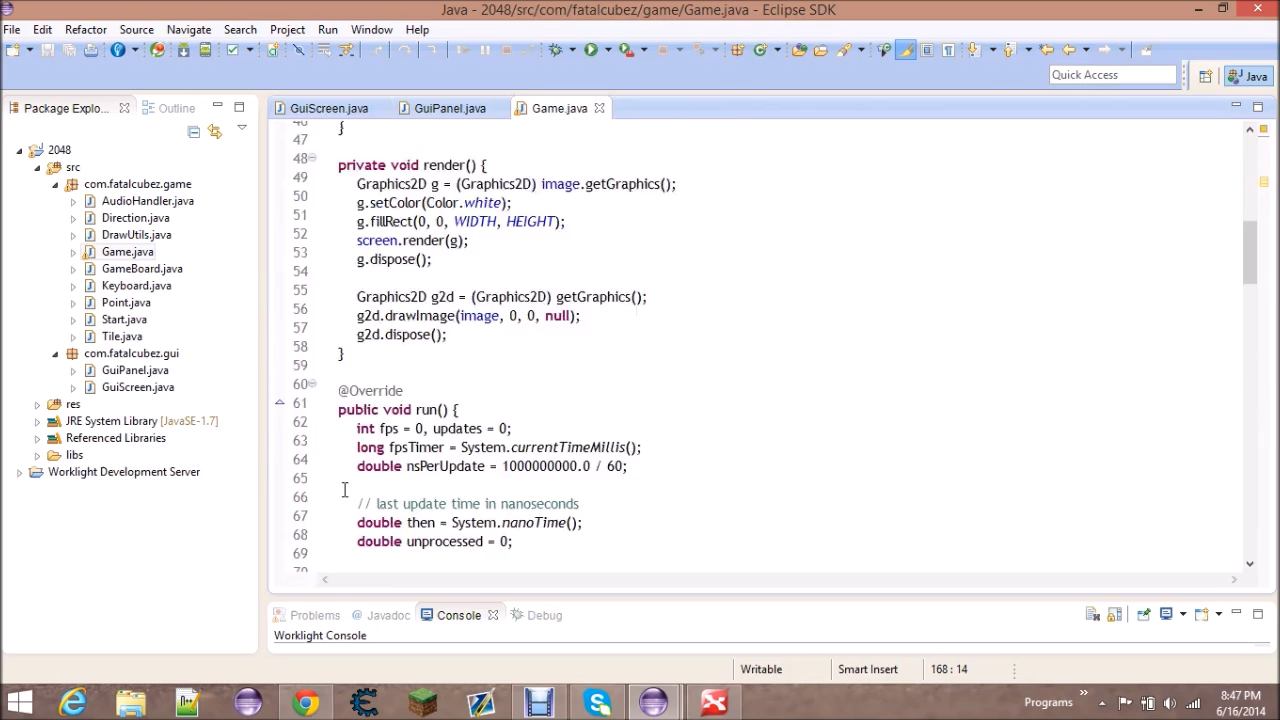 Java - 2048/src/com/fatalcubez/game/Game.java - Eclipse SDK
File Edit Refactor Source Navigate Search Project Run Window Help
Quick Access
Java
Package Explo...
Outline
GuiScreen.java
GuiPanel.java
Game.java
2048
src
com.fatalcubez.game
AudioHandler.java
Direction.java
DrawUtils.java
Game.java
GameBoard.java
Keyboard.java
Point.java
Start.java
Tile.java
com.fatalcubez.gui
GuiPanel.java
GuiScreen.java
res
JRE System Library [JavaSE-1.7]
Referenced Libraries
libs
Worklight Development Server
46 }
47
48 private void render() {
49 Graphics2D g = (Graphics2D) image.getGraphics();
50 g.setColor(Color.white);
51 g.fillRect(0, 0, WIDTH, HEIGHT);
52 screen.render(g);
53 g.dispose();
54
55 Graphics2D g2d = (Graphics2D) getGraphics();
56 g2d.drawImage(image, 0, 0, null);
57 g2d.dispose();
58 }
59
60 @Override
61 public void run() {
62 int fps = 0, updates = 0;
63 long fpsTimer = System.currentTimeMillis();
64 double nsPerUpdate = 1000000000.0 / 60;
65
66 // last update time in nanoseconds
67 double then = System.nanoTime();
68 double unprocessed = 0;
69
70
Problems Javadoc Console Debug
Worklight Console
Writable Smart Insert 168 : 14
Programs
8:47 PM
6/16/2014